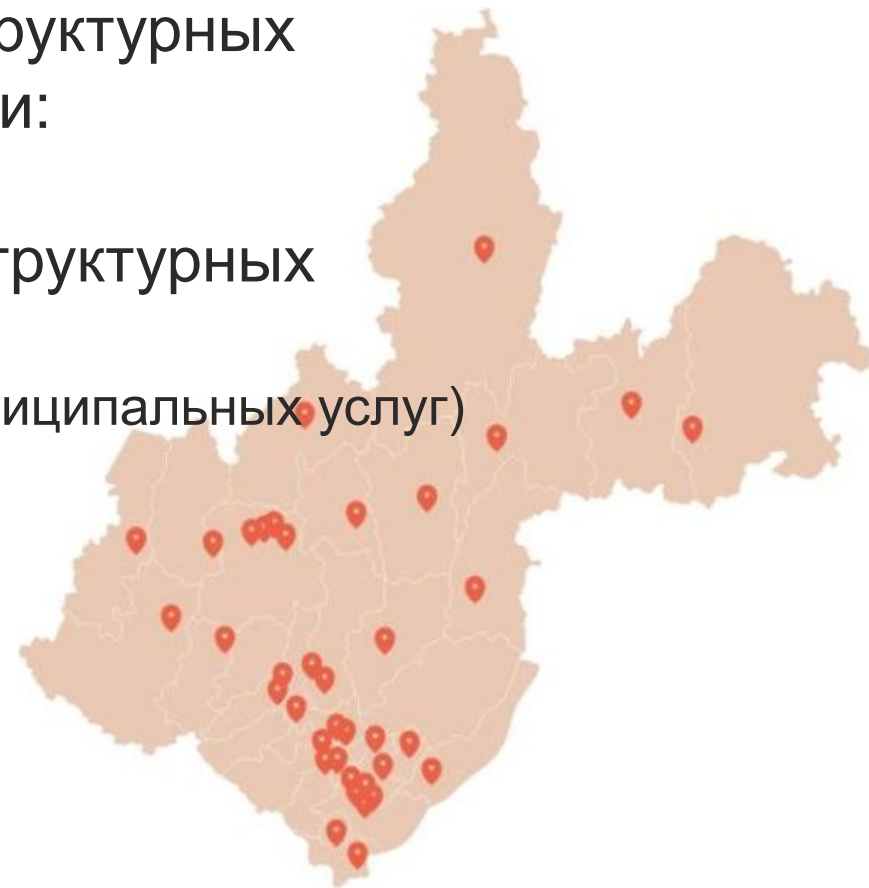 руктурных
и:
труктурных
иципальных услуг)